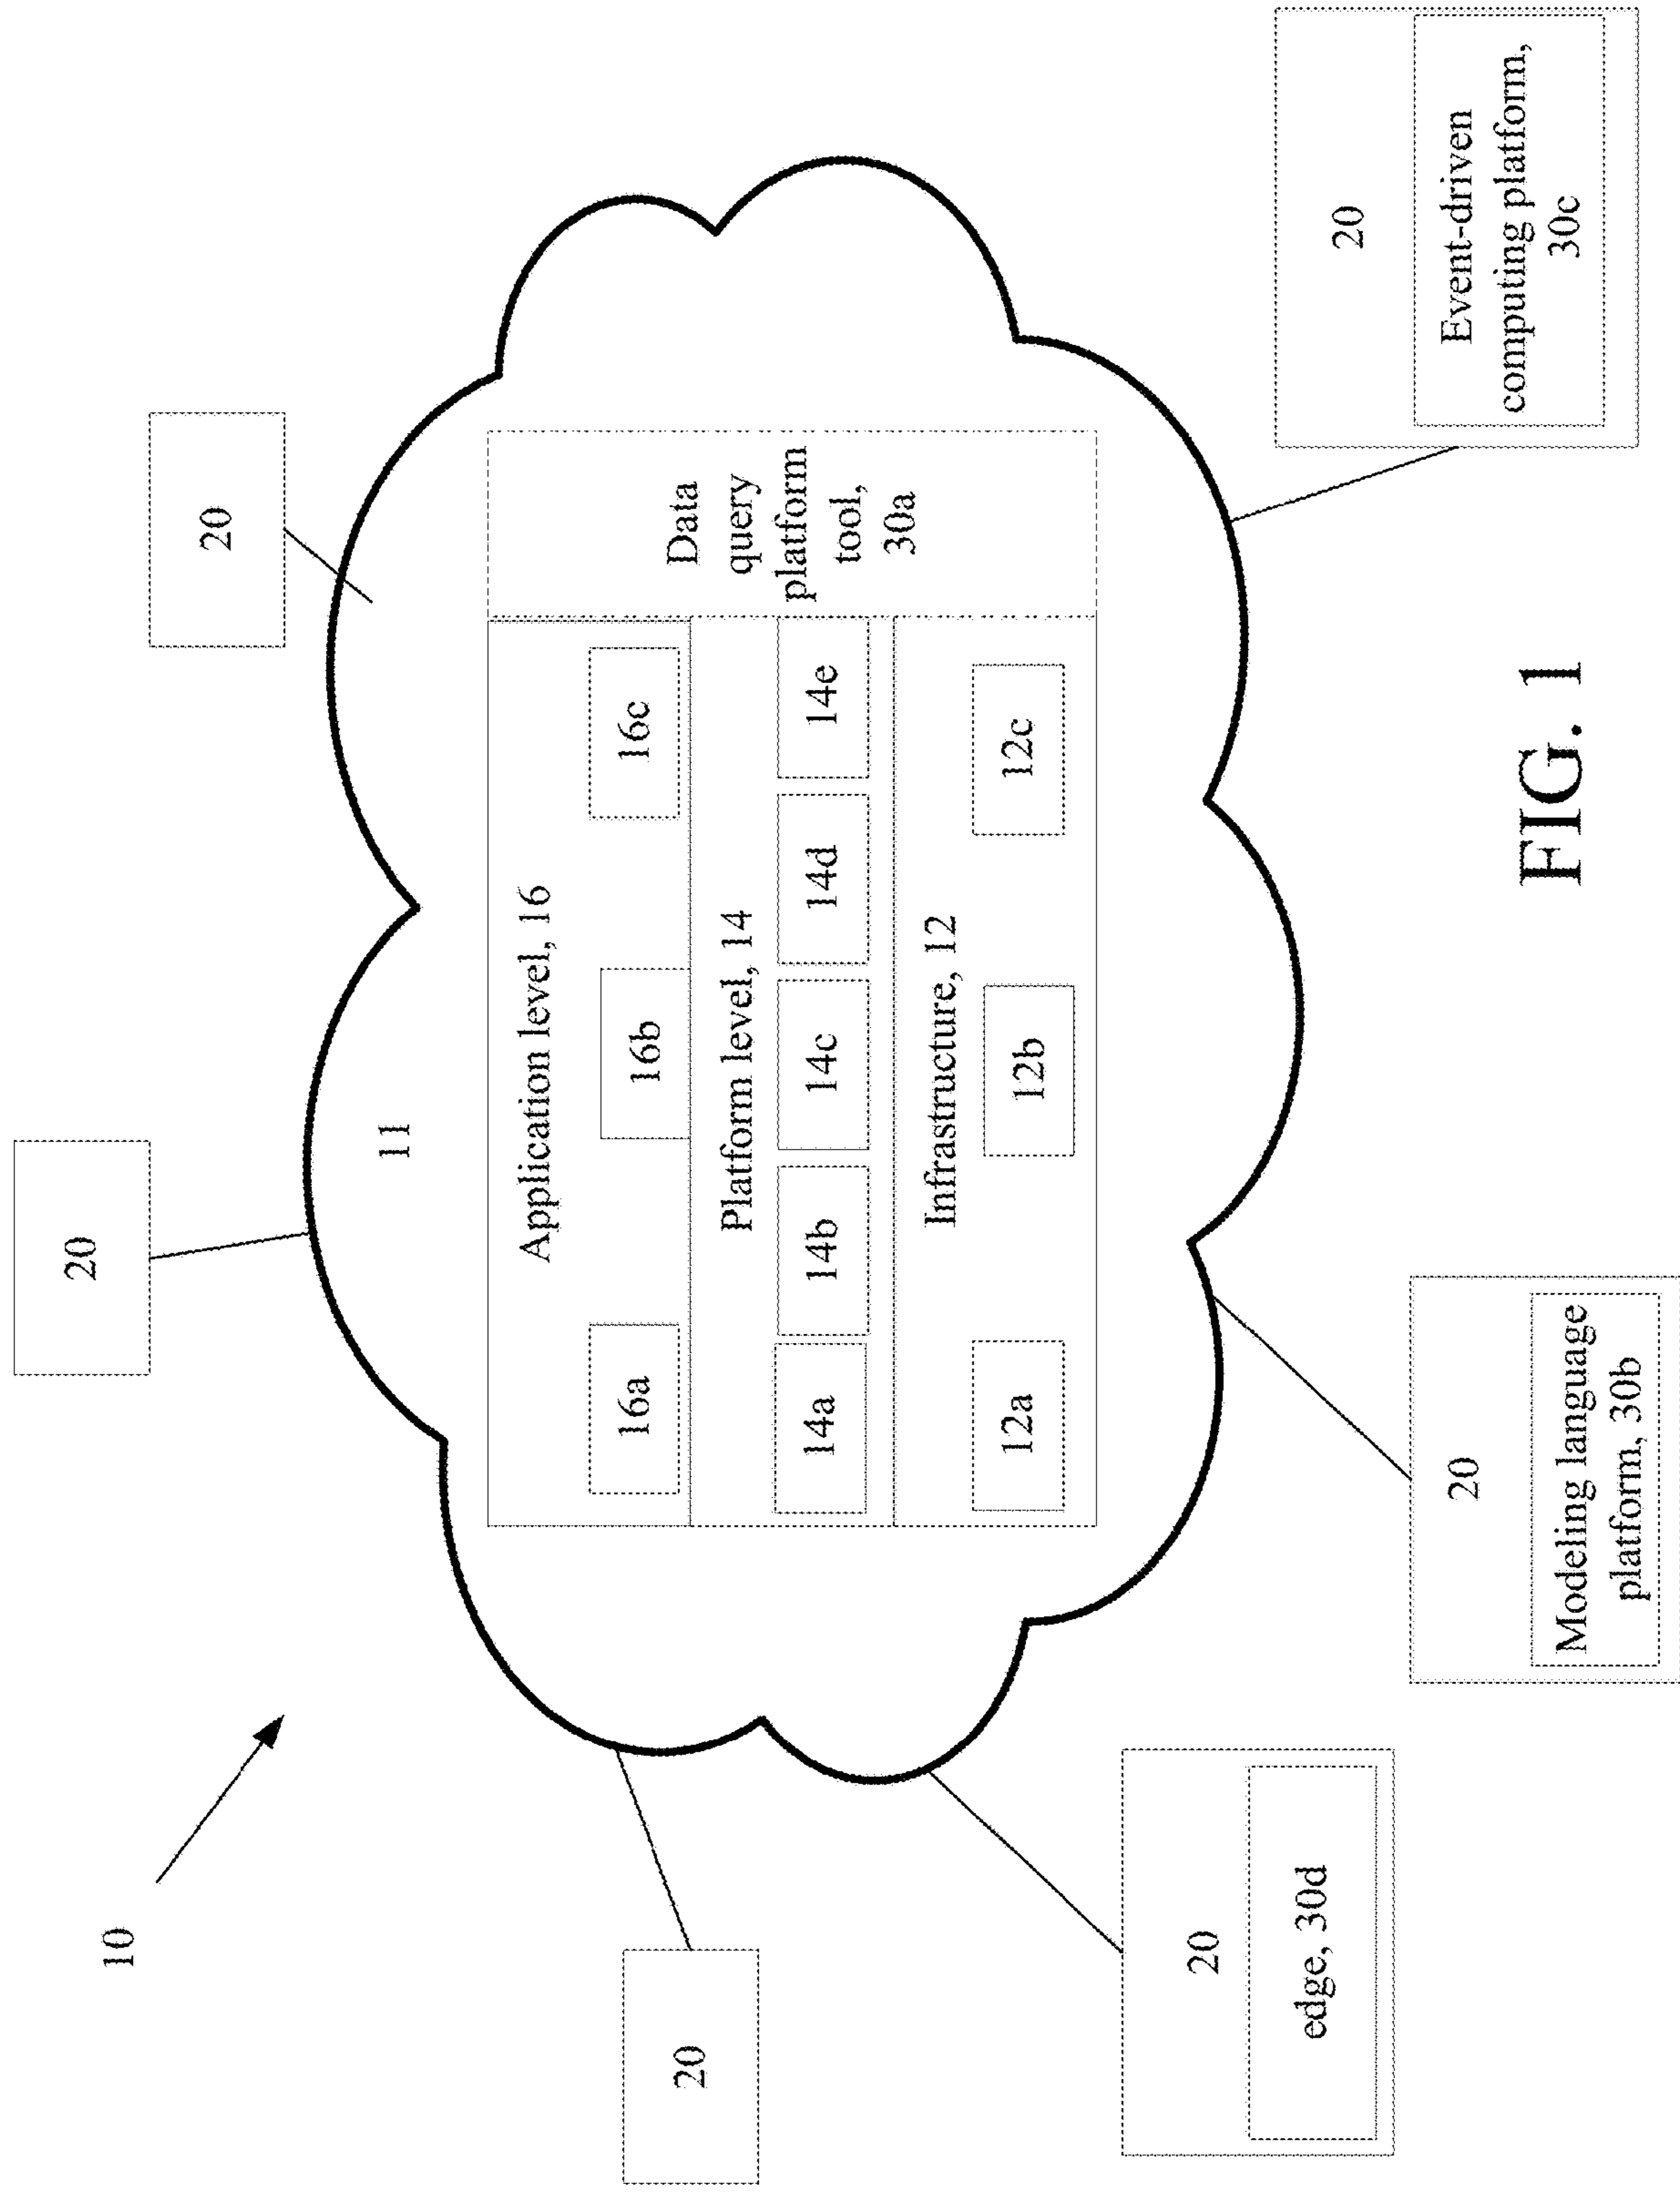 10
20
20
20
11
Application level, 16
16a
16b
16c
Platform level, 14
14a
14b
14c
14d
14e
Infrastructure, 12
12a
12b
12c
Data
query
platform
tool,
30a
20
edge, 30d
20
Modeling language
platform, 30b
20
Event-driven
computing platform,
30c
FIG. 1